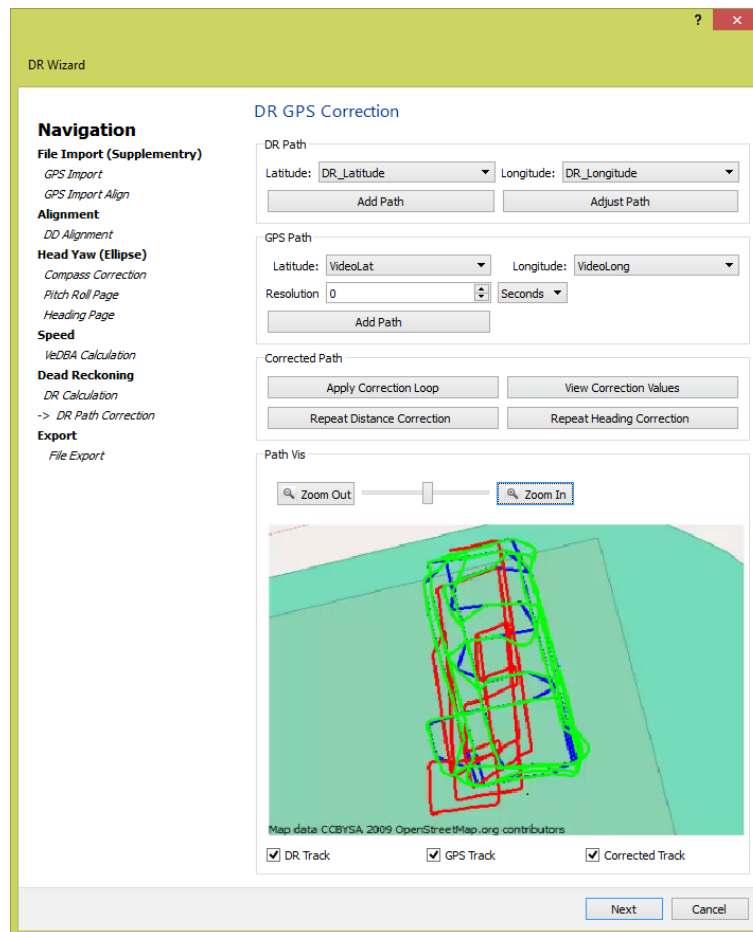 ?
DR Wizard
Navigation
File Import (Supplementry)
GPS Import
GPS Import Align
Alignment
DD Alignment
Head Yaw (Ellipse)
Compass Correction
Pitch Roll Page
Heading Page
Speed
VeDBA Calculation
Dead Reckoning
DR Calculation
-> DR Path Correction
Export
File Export
DR GPS Correction
DR Path
Latitude: DR_Latitude Longitude: DR_Longitude
Add Path Adjust Path
GPS Path
Latitude: VideoLat Longitude: VideoLong
Resolution 0 Seconds
Add Path
Corrected Path
Apply Correction Loop View Correction Values
Repeat Distance Correction Repeat Heading Correction
Path Vis
Zoom Out Zoom In
Map data CCBYSA 2009 OpenStreetMap.org contributors
DR Track GPS Track Corrected Track
Next Cancel